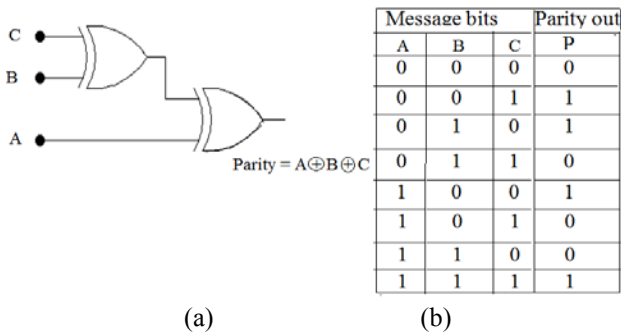 C
B
A
Parity = A⊕B⊕C
(a)
Message bits Parity out
A B C P
0 0 0 0
0 0 1 1
0 1 0 1
0 1 1 0
1 0 0 1
1 0 1 0
1 1 0 0
1 1 1 1
(b)